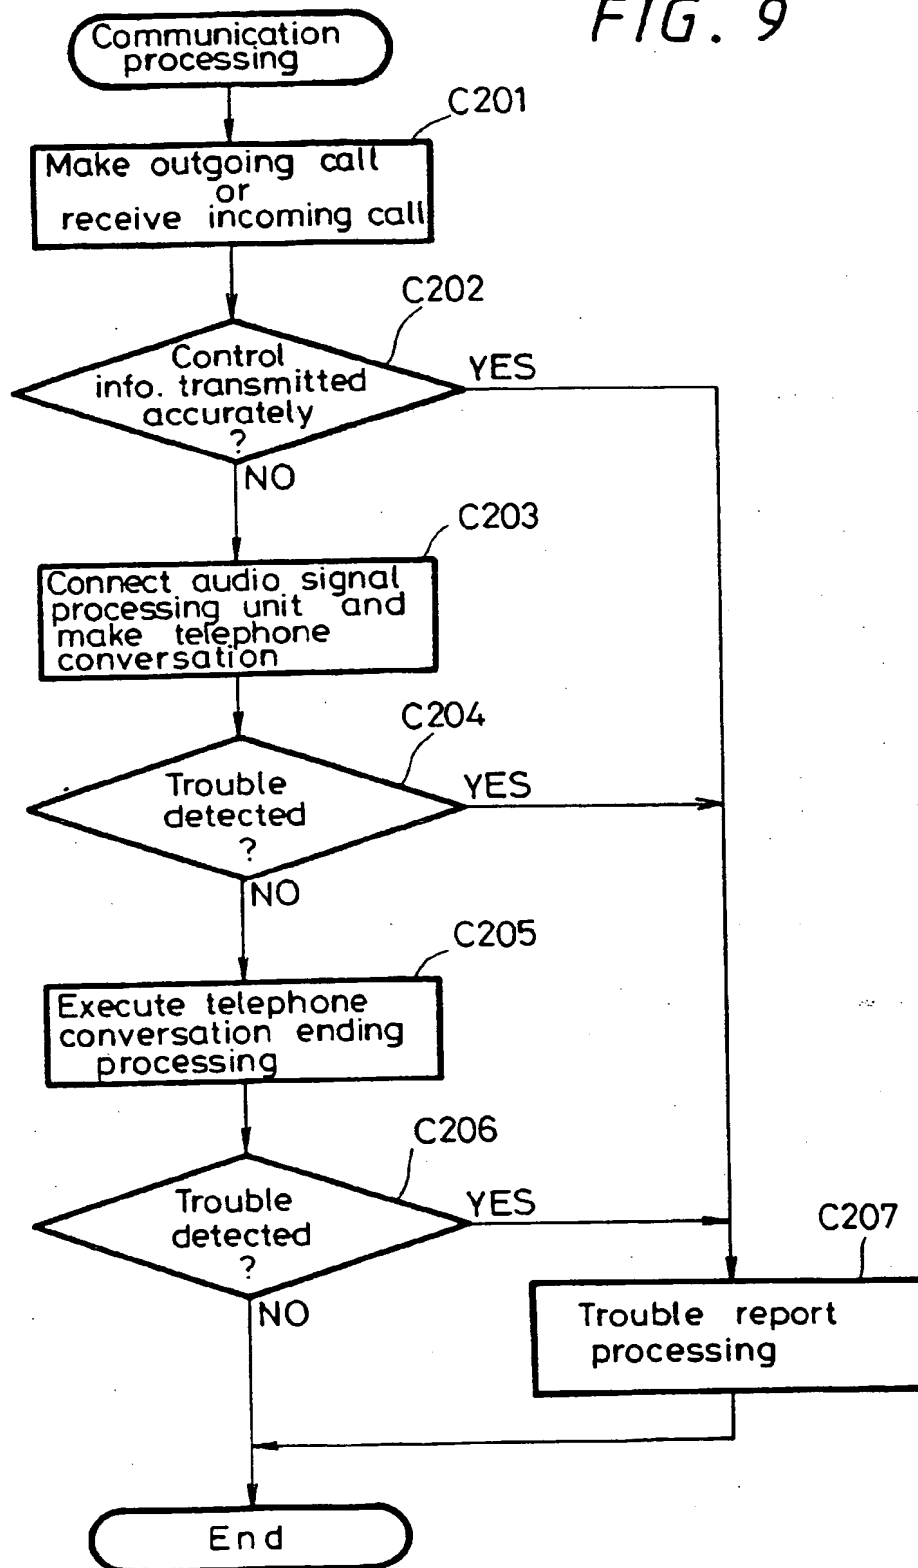 FIG. 9
Communication
processing
C201
Make outgoing call
or
receive incoming call
C202
Control
info. transmitted
accurately
?
YES
NO
C203
Connect audio signal
processing unit and
make telephone
conversation
C204
Trouble
detected
?
YES
NO
C205
Execute telephone
conversation ending
processing
C206
Trouble
detected
?
YES
NO
C207
Trouble report
processing
End